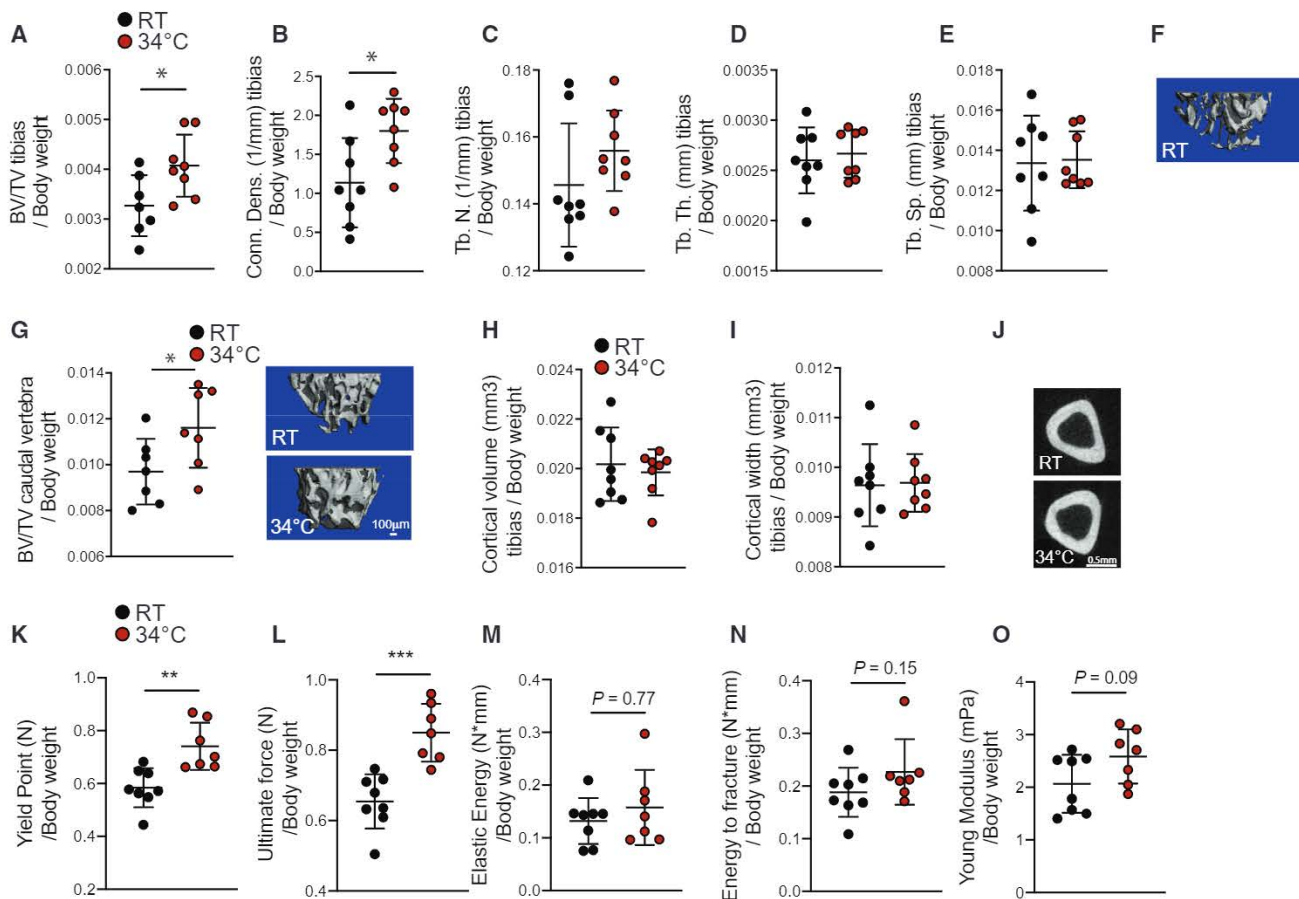 A
RT
34°C
BV/TV tibias
/ Body weight
0.006
0.005
0.004
0.003
0.002
*
B
Conn. Dens. (1/mm) tibias
/ Body weight
2.5
2.0
1.5
1.0
0.5
0.0
*
C
Tb. N. (1/mm) tibias
/ Body weight
0.18
0.16
0.14
0.12
D
Tb. Th. (mm) tibias
/ Body weight
0.0035
0.0030
0.0025
0.0020
0.0015
E
Tb. Sp. (mm) tibias
/ Body weight
0.018
0.016
0.014
0.012
0.010
0.008
F
RT
G
RT
34°C
BV/TV caudal vertebra
/ Body weight
0.014
0.012
0.010
0.008
0.006
*
RT
34°C
100µm
H
RT
34°C
Cortical volume (mm3)
tibias / Body weight
0.024
0.022
0.020
0.018
0.016
I
Cortical width (mm3)
tibias / Body weight
0.012
0.011
0.010
0.009
0.008
J
RT
34°C
0.5mm
K
RT
34°C
Yield Point (N)
/Body weight
1.0
0.8
0.6
0.4
0.2
**
L
Ultimate force (N)
/Body weight
1.0
0.8
0.6
0.4
***
M
Elastic Energy (N*mm)
/Body weight
0.4
0.3
0.2
0.1
0.0
P = 0.77
N
Energy to fracture (N*mm)
/ Body weight
0.5
0.4
0.3
0.2
0.1
0.0
P = 0.15
O
Young Modulus (mPa)
/Body weight
4
3
2
1
0
P = 0.09